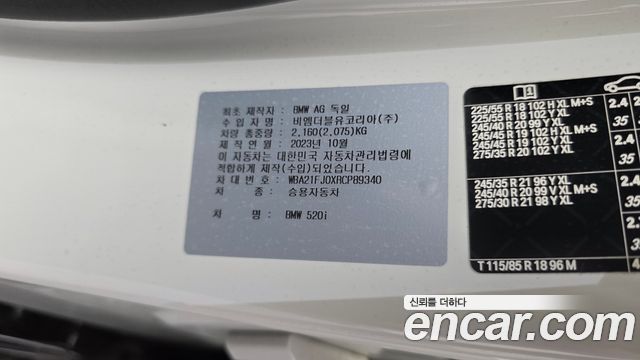 최초 제작자 : BMW AG 독일
수 입 자 명 : 비엠더블유코리아(주)
차량 총중량 : 2,160(2,075)KG
제작 연월 : 2023년 10월
이 자동차는 대한민국 자동차관리법령에
적합하게 제작(수입)되었습니다.
차 대 번 호 : WBA21FJ0XRCP89340
차 종 : 승용자동차
차 명 : BMW 520i
225/55 R 18 102 H XL M+S
225/55 R 18 102 Y XL
245/40 R 20 99 Y XL
245/45 R 19 102 H XL M+S
245/45 R 19 102 Y XL
275/35 R 20 102 Y XL
2.4
35
245/35 R 21 96 Y XL
245/40 R 20 99 V XL M+S
275/30 R 21 98 Y XL
T 115/85 R 18 96 M
신뢰를 더하다
encar.com